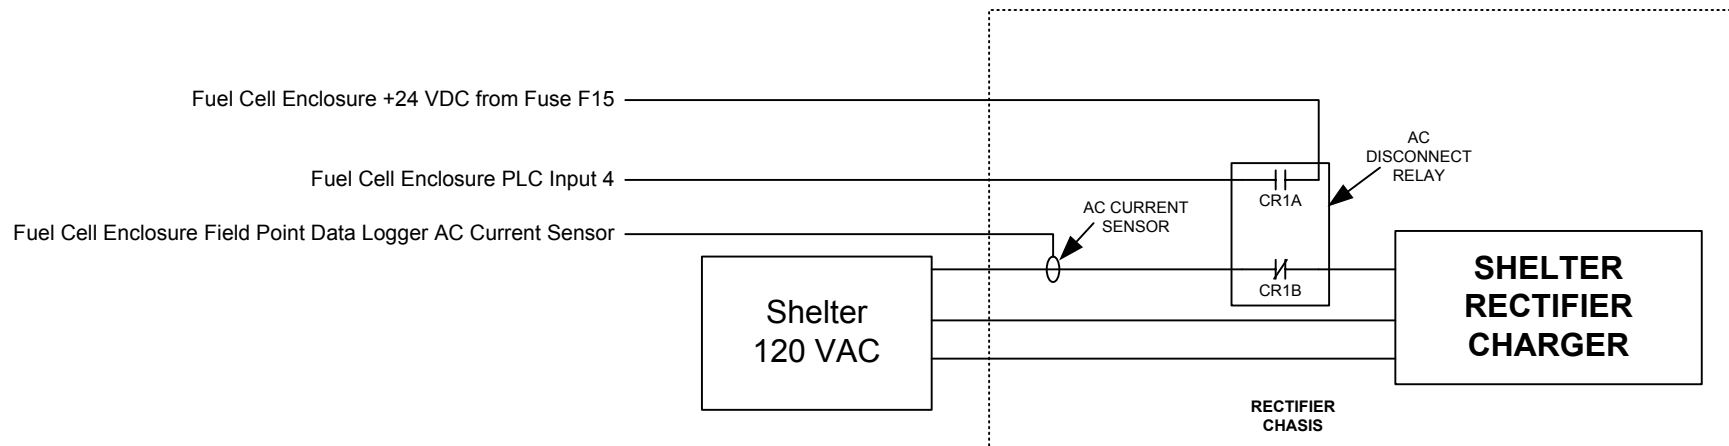 Fuel Cell Enclosure +24 VDC from Fuse F15
Fuel Cell Enclosure PLC Input 4
Fuel Cell Enclosure Field Point Data Logger AC Current Sensor
AC CURRENT
SENSOR
AC
DISCONNECT
RELAY
CR1A
CR1B
Shelter
120 VAC
SHELTER
RECTIFIER
CHARGER
RECTIFIER
CHASIS